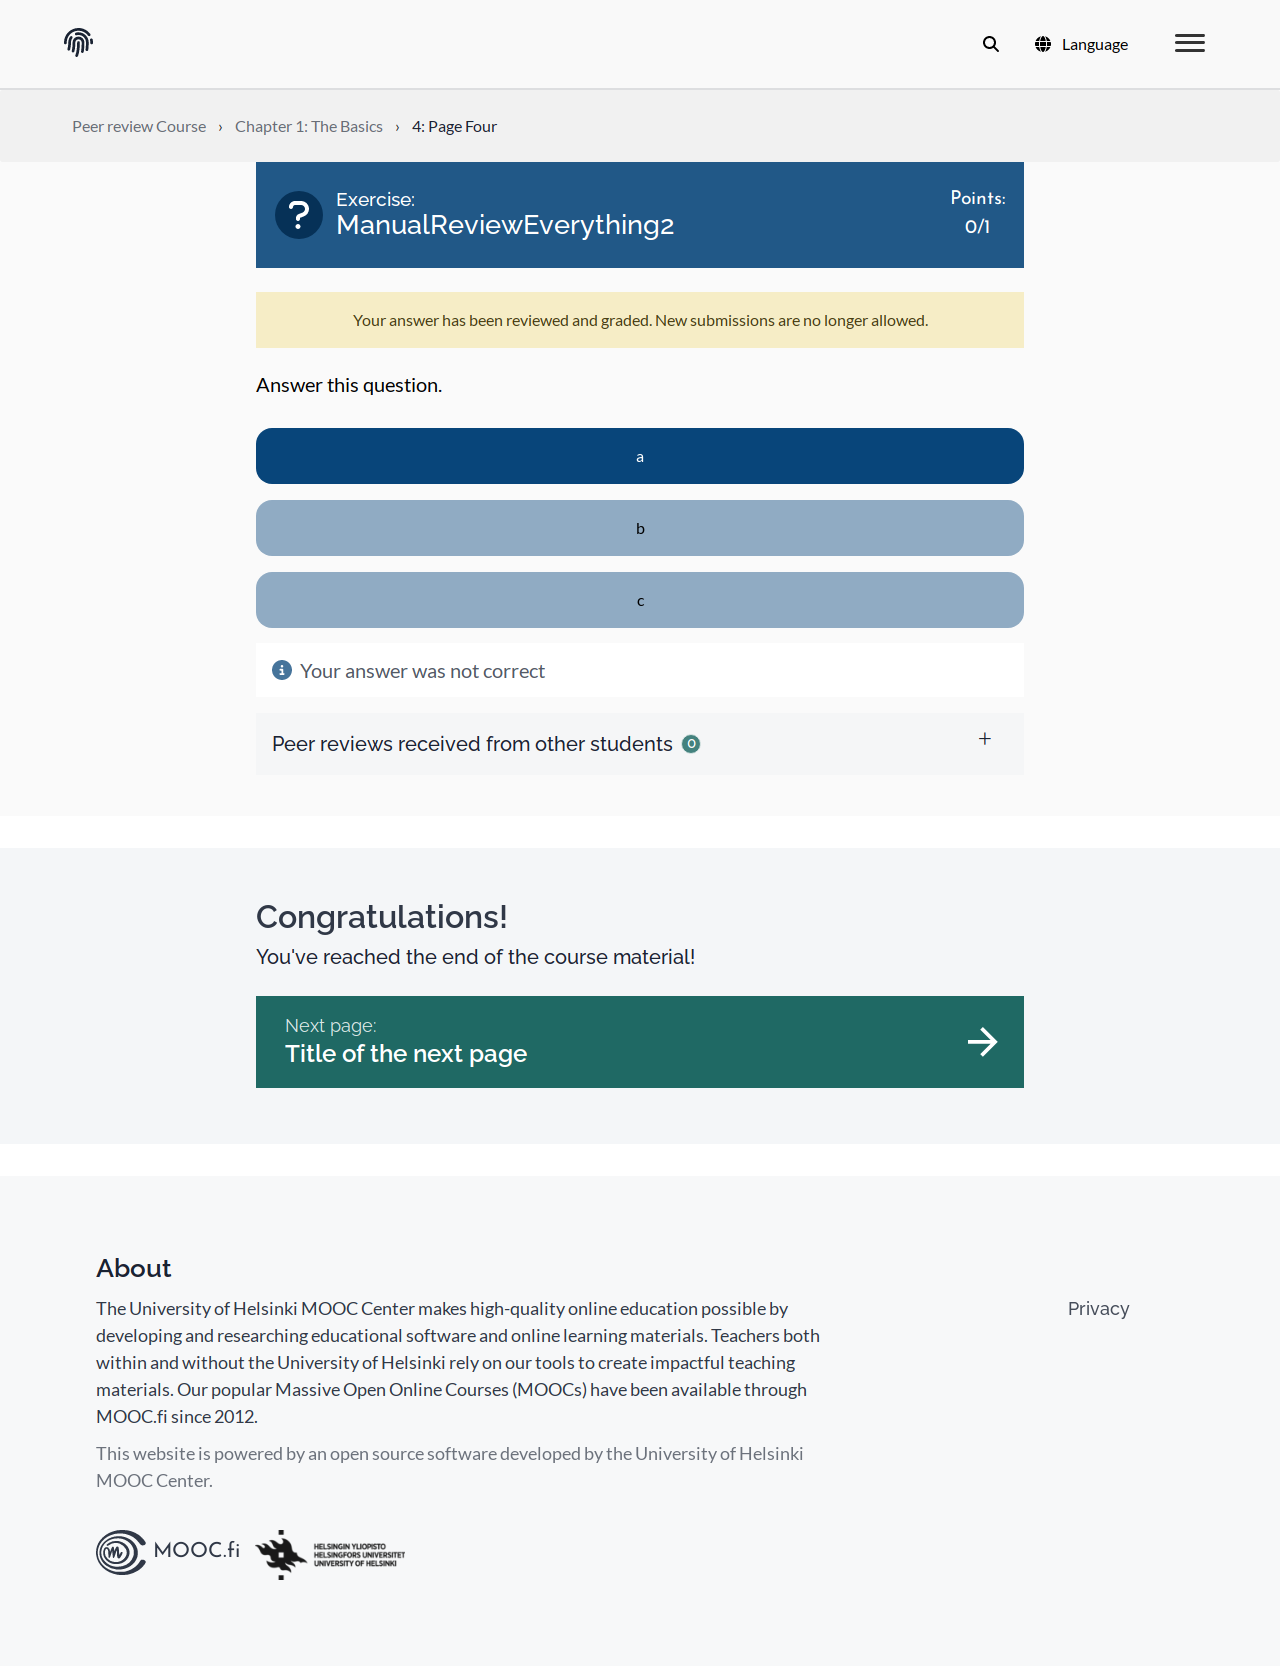 Language
Peer review Course › Chapter 1: The Basics › 4: Page Four
Exercise:
ManualReviewEverything2
Points:
0/1
Your answer has been reviewed and graded. New submissions are no longer allowed.
Answer this question.
a
b
c
Your answer was not correct
Peer reviews received from other students 0
Congratulations!
You've reached the end of the course material!
Next page:
Title of the next page
About
The University of Helsinki MOOC Center makes high-quality online education possible by
developing and researching educational software and online learning materials. Teachers both
within and without the University of Helsinki rely on our tools to create impactful teaching
materials. Our popular Massive Open Online Courses (MOOCs) have been available through
MOOC.fi since 2012.
This website is powered by an open source software developed by the University of Helsinki
MOOC Center.
Privacy
MOOC.fi
HELSINGIN YLIOPISTO
HELSINGFORS UNIVERSITET
UNIVERSITY OF HELSINKI